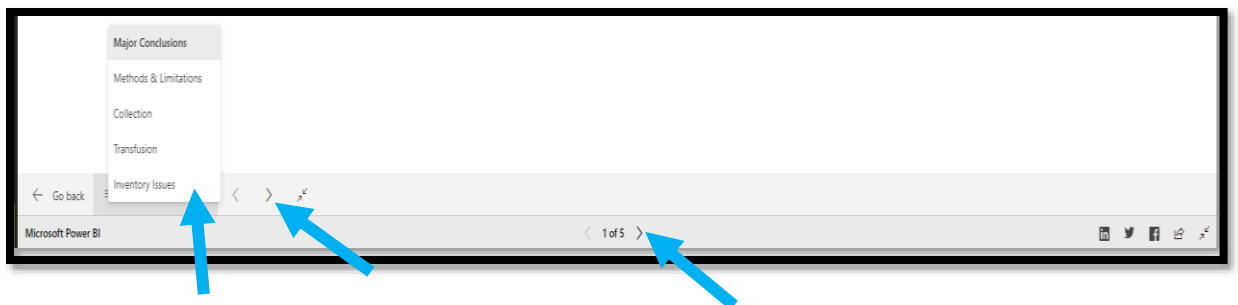 Major Conclusions
Methods & Limitations
Collection
Transfusion
Inventory Issues
Go back
Microsoft Power BI
1 of 5